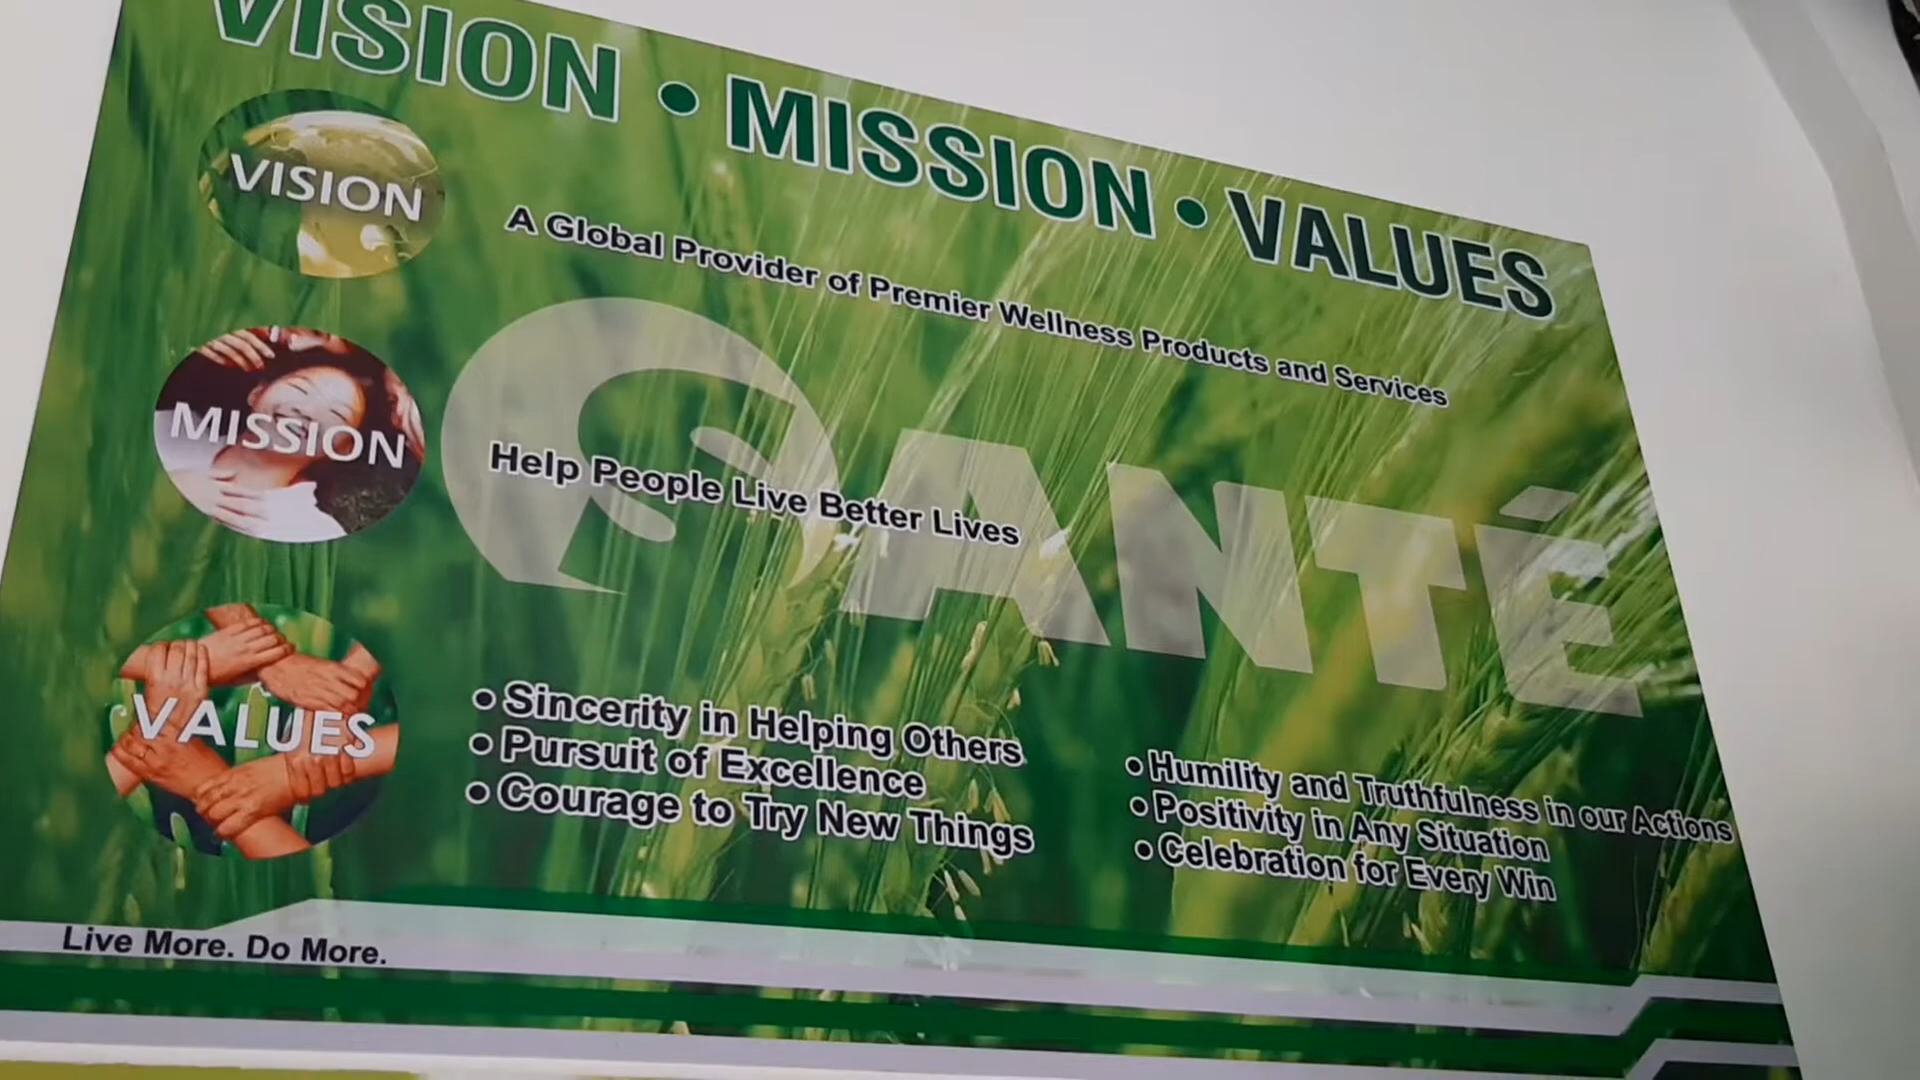 VISION • MISSION • VALUES
VISION
A Global Provider of Premier Wellness Products and Services
SANTÉ
MISSION
Help People Live Better Lives
VALUES
• Sincerity in Helping Others
• Pursuit of Excellence
• Courage to Try New Things
• Humility and Truthfulness in our Actions
• Positivity in Any Situation
• Celebration for Every Win
Live More. Do More.